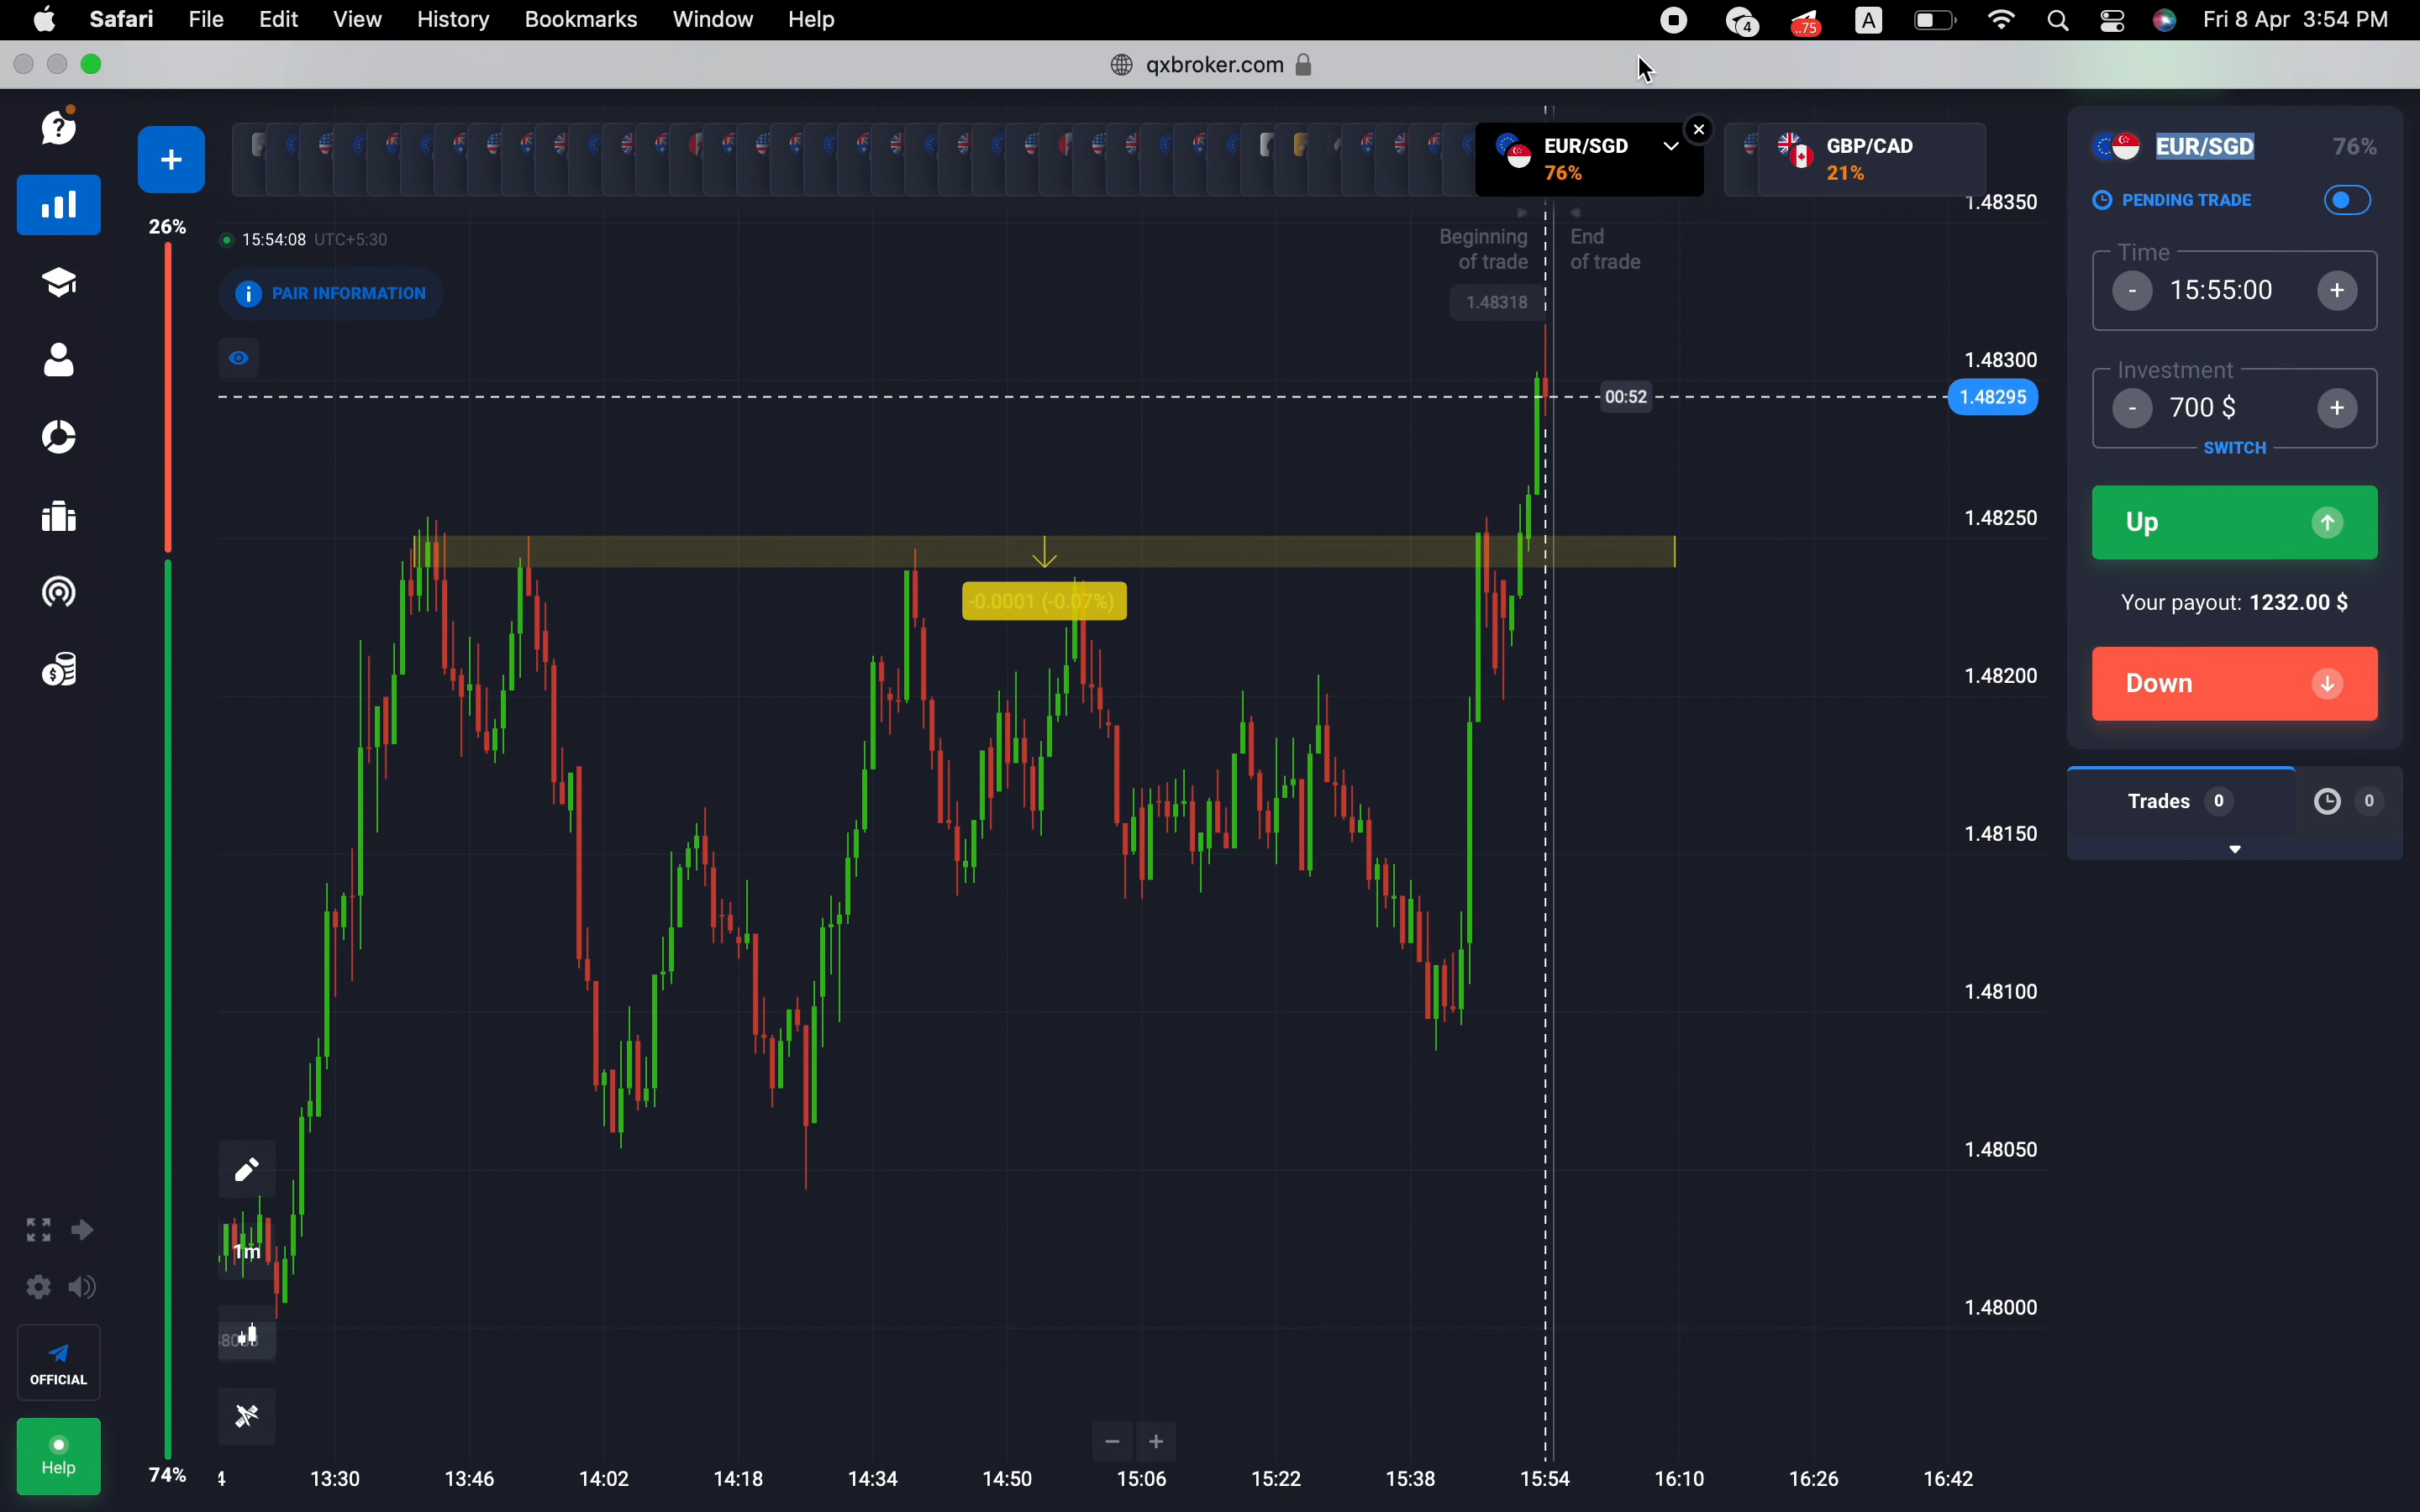 Safari File Edit View History Bookmarks Window Help
4
..75
A
Fri 8 Apr 3:54 PM
qxbroker.com
?
+
EUR/SGD
76%
GBP/CAD
21%
EUR/SGD 76%
26%
15:54:08 UTC+5:30
PAIR INFORMATION
Beginning
of trade
End
of trade
1.48318
PENDING TRADE
Time
- 15:55:00 +
Investment
- 700 $ +
SWITCH
Up
Your payout: 1232.00 $
Down
Trades 0
0
00:52
1.48295
1.48350
1.48300
1.48250
1.48200
1.48150
1.48100
1.48050
1.48000
-0.0001 (-0.07%)
1m
OFFICIAL
Help
74%
− +
4 13:30 13:46 14:02 14:18 14:34 14:50 15:06 15:22 15:38 15:54 16:10 16:26 16:42